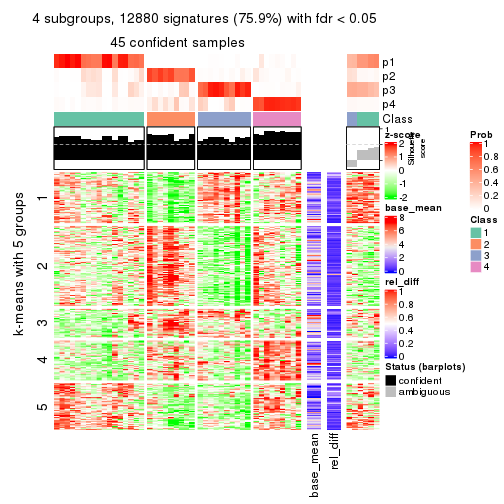 4 subgroups, 12880 signatures (75.9%) with fdr < 0.05
45 confident samples
p1
p2
p3
p4
Class
1
Silhouette
score
z-score
2
1
0
-1
-2
base_mean
8
6
4
2
0
rel_diff
1
0.8
0.6
0.4
0.2
0
Status (barplots)
confident
ambiguous
Prob
1
0.8
0.6
0.4
0.2
0
Class
1
2
3
4
k-means with 5 groups
1
2
3
4
5
base_mean
rel_diff